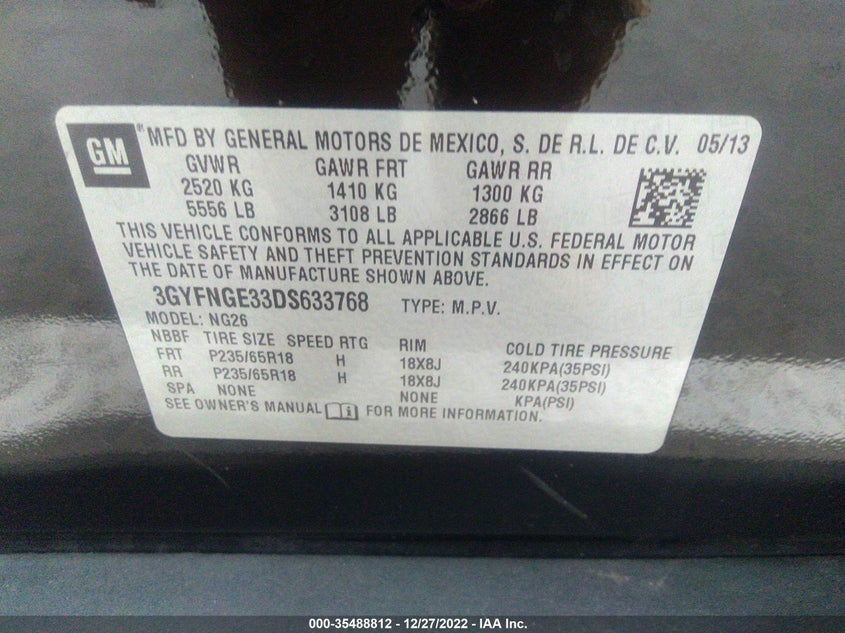 GM ® MFD BY GENERAL MOTORS DE MEXICO, S. DE R.L. DE C.V. 05/13
GVWR GAWR FRT GAWR RR
2520 KG 1410 KG 1300 KG
5556 LB 3108 LB 2866 LB
THIS VEHICLE CONFORMS TO ALL APPLICABLE U.S. FEDERAL MOTOR
VEHICLE SAFETY AND THEFT PREVENTION STANDARDS IN EFFECT ON
THE DATE OF MANUFACTURE SHOWN ABOVE.
3GYFNGE33DS633768 TYPE: M.P.V.
MODEL: NG26
NBBF TIRE SIZE SPEED RTG RIM COLD TIRE PRESSURE
FRT P235/65R18 H 18X8J 240KPA(35PSI)
RR P235/65R18 H 18X8J 240KPA(35PSI)
SPA NONE NONE KPA(PSI)
SEE OWNER'S MANUAL FOR MORE INFORMATION.
000-35488812 - 12/27/2022 - IAA Inc.